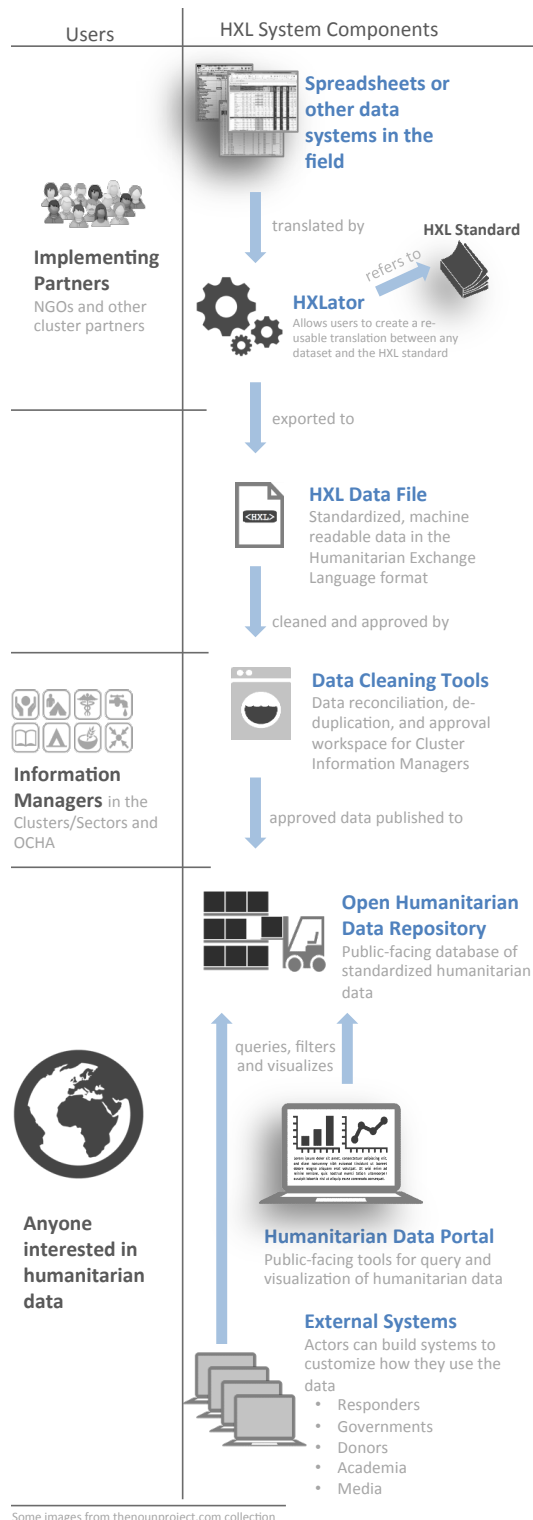 Users
HXL System Components
Spreadsheets or
other data
systems in the
field
translated by
HXL Standard
refers to
Implementing
Partners
NGOs and other
cluster partners
HXLator
Allows users to create a re-
usable translation between any
dataset and the HXL standard
exported to
<HXL>
HXL Data File
Standardized, machine
readable data in the
Humanitarian Exchange
Language format
cleaned and approved by
Data Cleaning Tools
Data reconciliation, de-
duplication, and approval
workspace for Cluster
Information Managers
Information
Managers in the
Clusters/Sectors and
OCHA
approved data published to
Open Humanitarian
Data Repository
Public-facing database of
standardized humanitarian
data
queries, filters
and visualizes
Anyone
interested in
humanitarian
data
Humanitarian Data Portal
Public-facing tools for query and
visualization of humanitarian data
External Systems
Actors can build systems to
customize how they use the
data
• Responders
• Governments
• Donors
• Academia
• Media
Some images from thenounproject.com collection